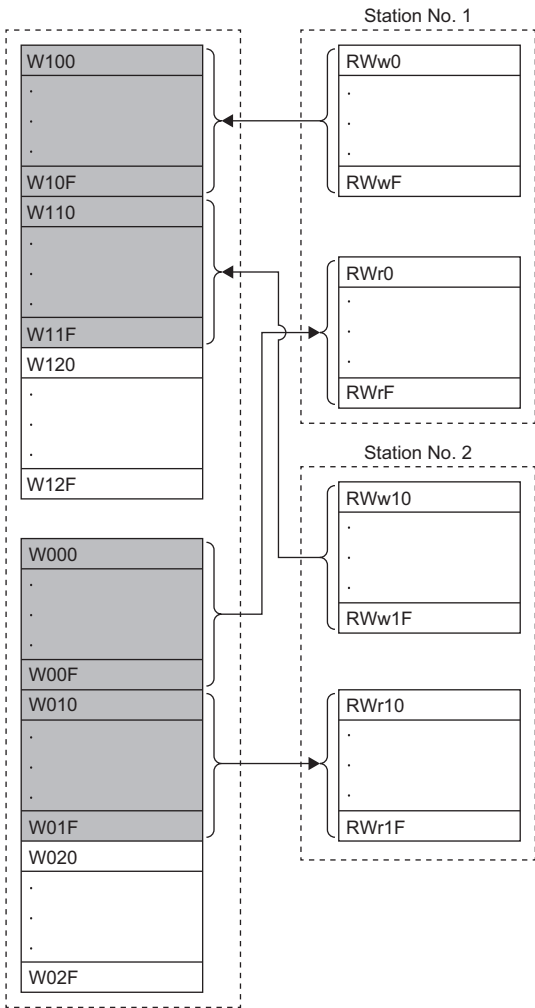 Station No. 1
W100
.
.
.
W10F
W110
.
.
.
W11F
W120
.
.
.
W12F
W000
.
.
.
W00F
W010
.
.
.
W01F
W020
.
.
.
W02F
RWw0
.
.
.
RWwF
RWr0
.
.
.
RWrF
Station No. 2
RWw10
.
.
.
RWw1F
RWr10
.
.
.
RWr1F